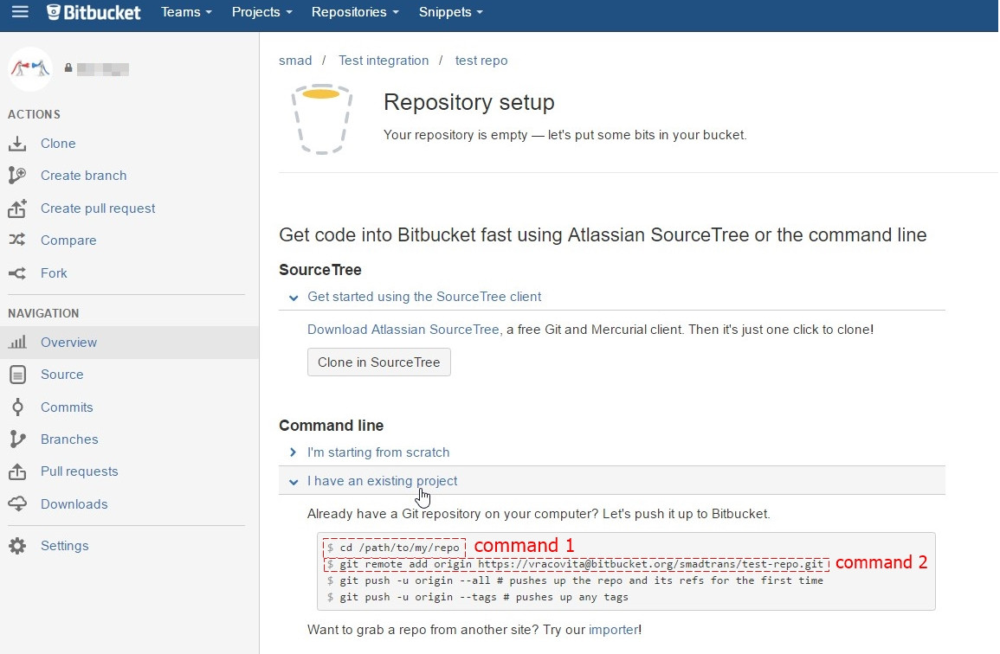 Bitbucket Teams Projects Repositories Snippets
smad / Test integration / test repo
Repository setup
Your repository is empty — let's put some bits in your bucket.
ACTIONS
Clone
Create branch
Create pull request
Compare
Fork
NAVIGATION
Overview
Source
Commits
Branches
Pull requests
Downloads
Settings
Get code into Bitbucket fast using Atlassian SourceTree or the command line
SourceTree
Get started using the SourceTree client
Download Atlassian SourceTree, a free Git and Mercurial client. Then it's just one click to clone!
Clone in SourceTree
Command line
I'm starting from scratch
I have an existing project
Already have a Git repository on your computer? Let's push it up to Bitbucket.
$ cd /path/to/my/repo command 1
$ git remote add origin https://vracovita@bitbucket.org/smadtrans/test-repo.git command 2
$ git push -u origin --all # pushes up the repo and its refs for the first time
$ git push -u origin --tags # pushes up any tags
Want to grab a repo from another site? Try our importer!